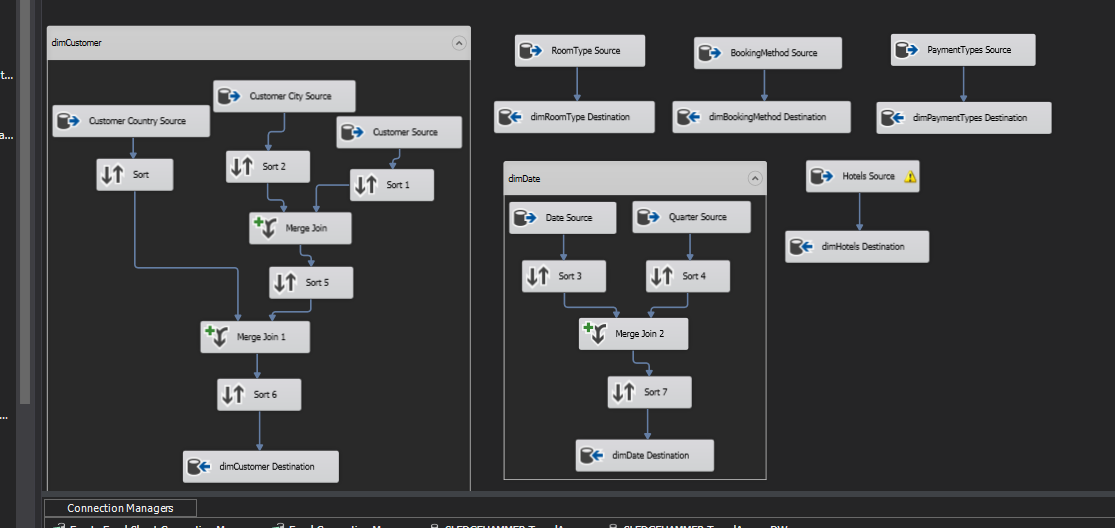 dimCustomer
Customer City Source
Customer Country Source
Customer Source
Sort
Sort 2
Sort 1
Merge Join
Sort 5
Merge Join 1
Sort 6
dimCustomer Destination
RoomType Source
dimRoomType Destination
BookingMethod Source
dimBookingMethod Destination
PaymentTypes Source
dimPaymentTypes Destination
dimDate
Date Source
Quarter Source
Sort 3
Sort 4
Merge Join 2
Sort 7
dimDate Destination
Hotels Source
dimHotels Destination
t...
a...
...
Connection Managers